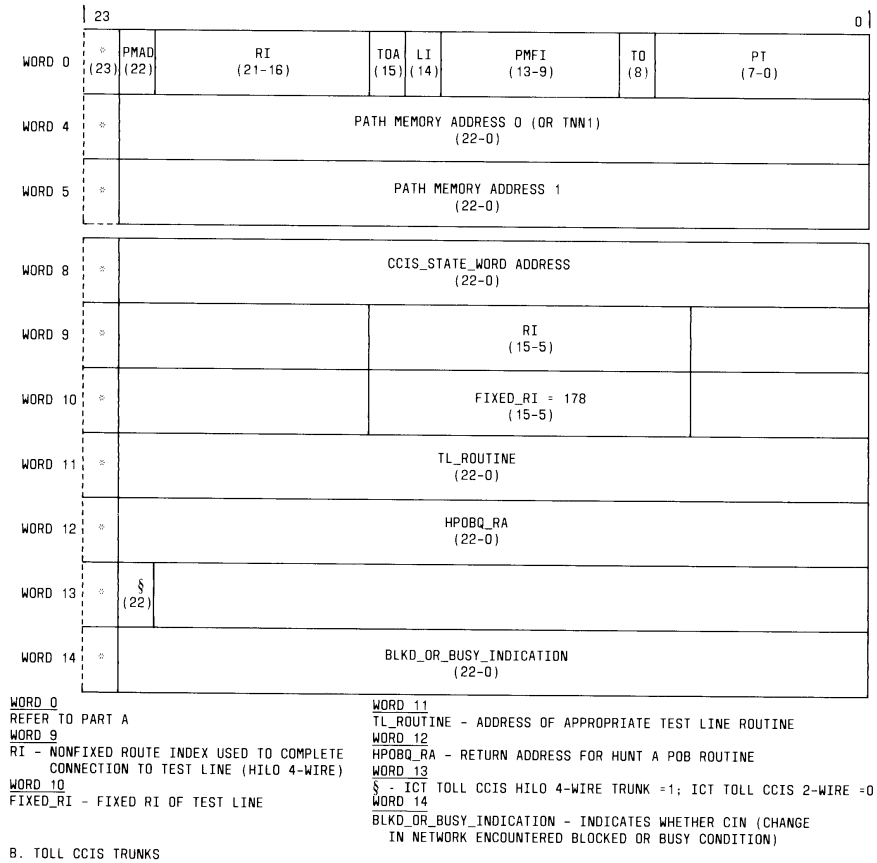 23 0
WORD 0 * (23) PMAD (22) RI (21-16) TOA (15) LI (14) PMFI (13-9) TO (8) PT (7-0)
WORD 4 * PATH MEMORY ADDRESS 0 (OR TNN1)
(22-0)
WORD 5 * PATH MEMORY ADDRESS 1
(22-0)
WORD 8 * CCIS_STATE_WORD ADDRESS
(22-0)
WORD 9 * RI
(15-5)
WORD 10 * FIXED_RI = 178
(15-5)
WORD 11 * TL_ROUTINE
(22-0)
WORD 12 * HPOBQ_RA
(22-0)
WORD 13 * §
(22)
WORD 14 * BLKD_OR_BUSY_INDICATION
(22-0)
WORD 0
REFER TO PART A
WORD 9
RI - NONFIXED ROUTE INDEX USED TO COMPLETE
CONNECTION TO TEST LINE (HILO 4-WIRE)
WORD 10
FIXED_RI - FIXED RI OF TEST LINE
WORD 11
TL_ROUTINE - ADDRESS OF APPROPRIATE TEST LINE ROUTINE
WORD 12
HPOBQ_RA - RETURN ADDRESS FOR HUNT A POB ROUTINE
WORD 13
§ - ICT TOLL CCIS HILO 4-WIRE TRUNK =1; ICT TOLL CCIS 2-WIRE =0
WORD 14
BLKD_OR_BUSY_INDICATION - INDICATES WHETHER CIN (CHANGE
IN NETWORK ENCOUNTERED BLOCKED OR BUSY CONDITION)
B. TOLL CCIS TRUNKS